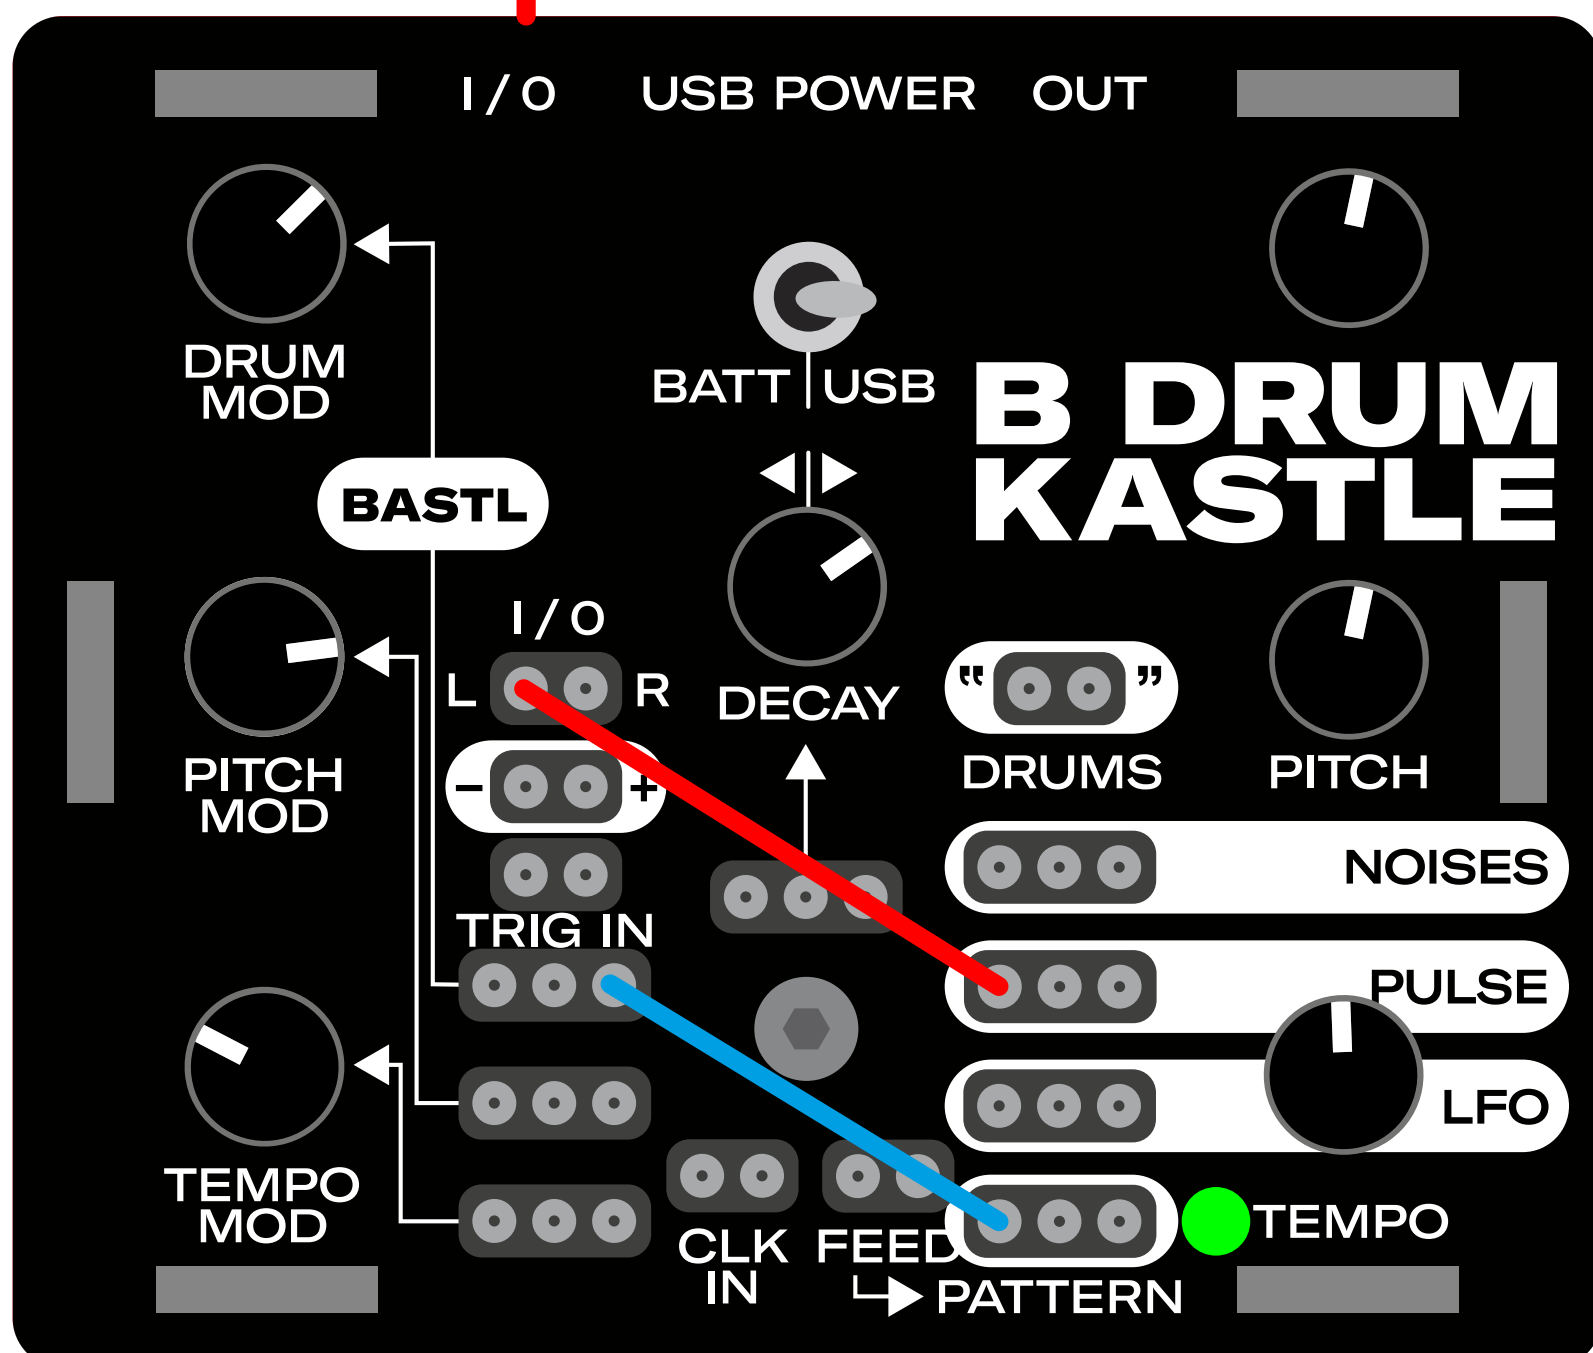 I / O
USB POWER
OUT
DRUM
MOD
BATT
USB
B DRUM
KASTLE
BASTL
I / O
L
R
DECAY
" "
DRUMS
PITCH
PITCH
MOD
- +
NOISES
TRIG IN
PULSE
LFO
TEMPO
MOD
CLK
IN
FEED
PATTERN
TEMPO